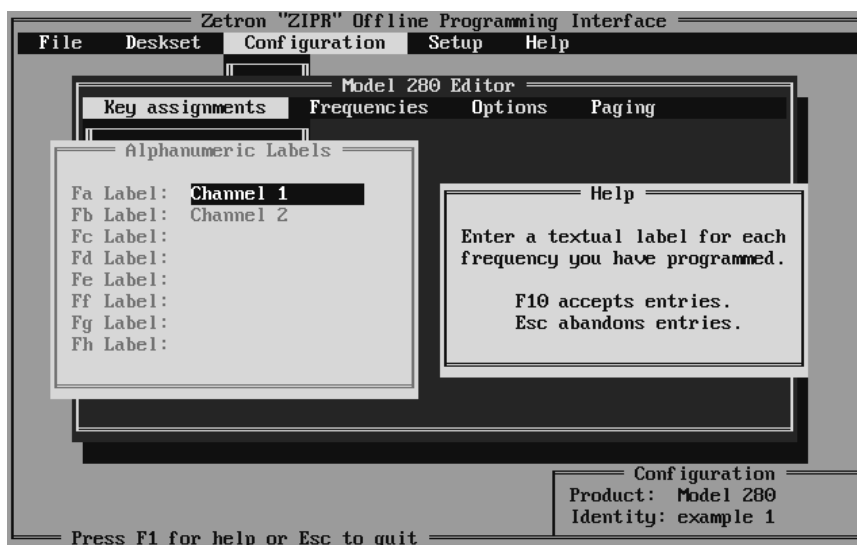 Zetron "ZIPR" Offline Programming Interface
File Deskset Configuration Setup Help
Model 280 Editor
Key assignments Frequencies Options Paging
Alphanumeric Labels
Fa Label: Channel 1
Fb Label: Channel 2
Fc Label:
Fd Label:
Fe Label:
Ff Label:
Fg Label:
Fh Label:
Help
Enter a textual label for each
frequency you have programmed.
F10 accepts entries.
Esc abandons entries.
Configuration
Product: Model 280
Identity: example 1
Press F1 for help or Esc to quit